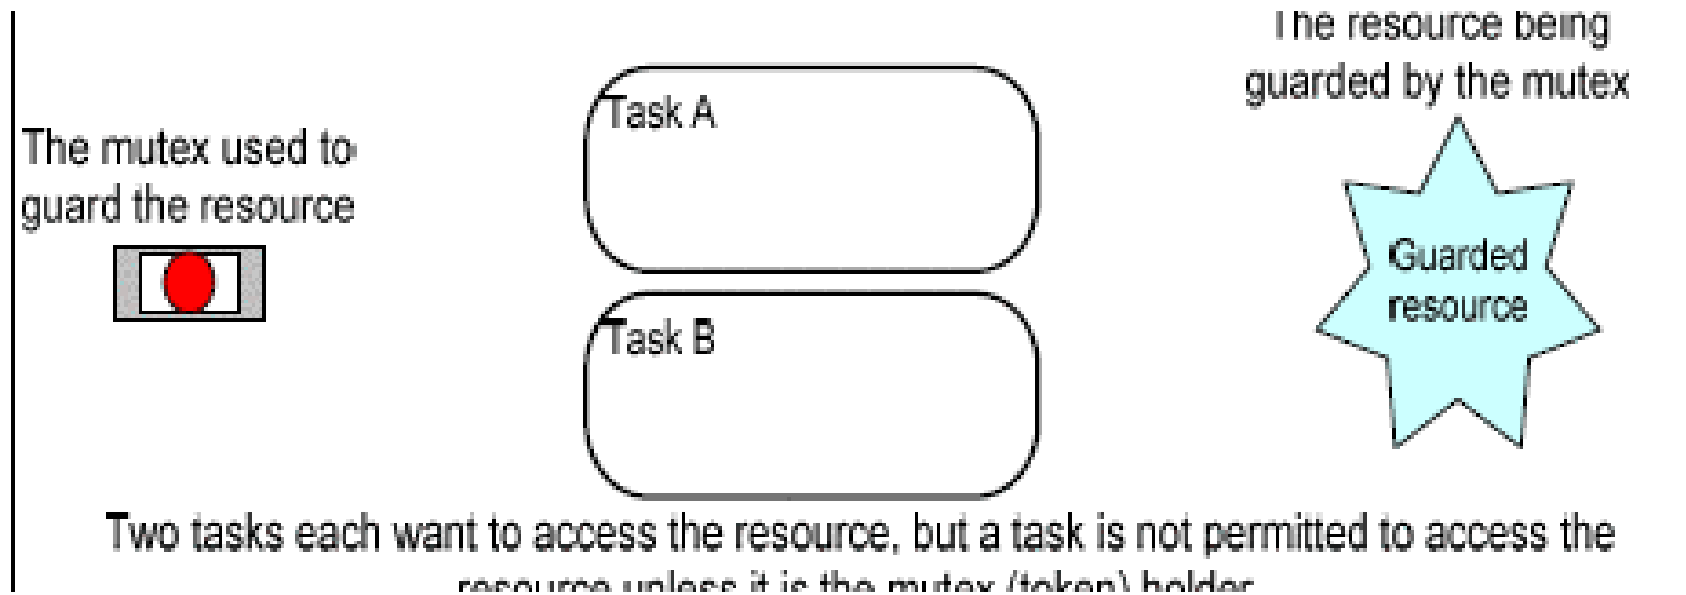 The resource being
guarded by the mutex
Task A
The mutex used to
guard the resource
Guarded
resource
Task B
Two tasks each want to access the resource, but a task is not permitted to access the
resource unless it is the mutex (token) holder